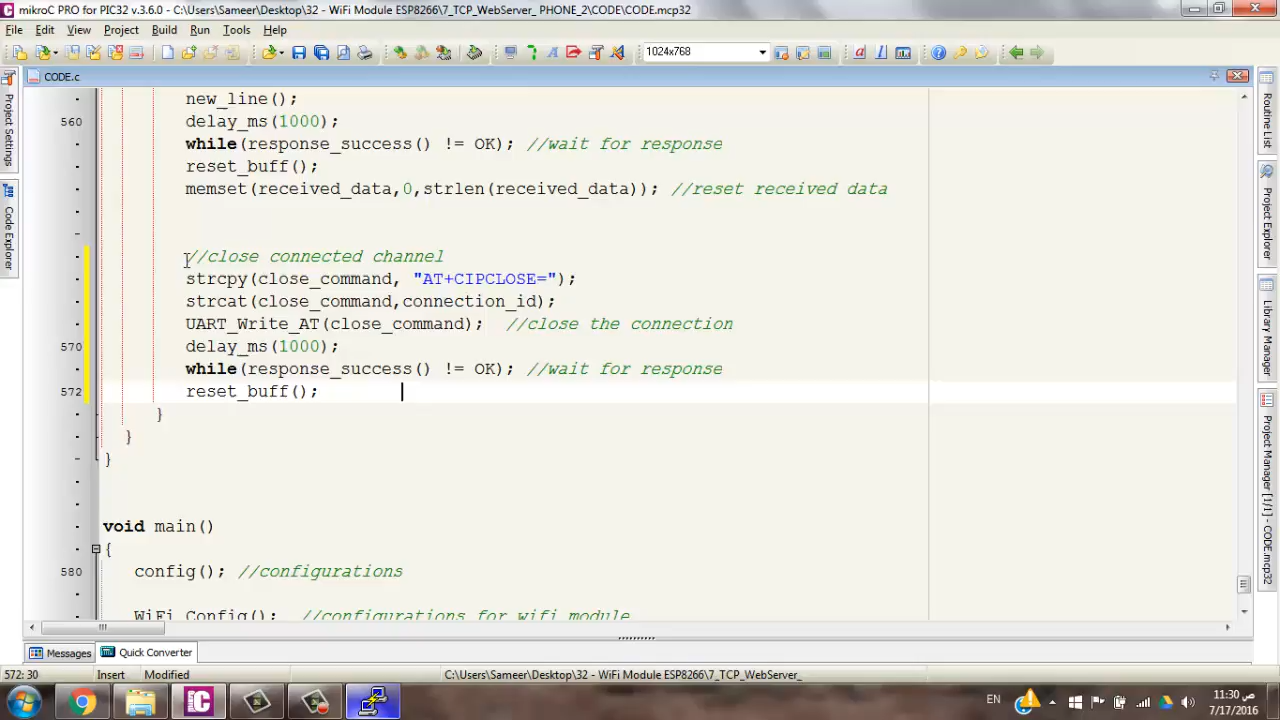 mikroC PRO for PIC32 v.3.6.0 - C:\Users\Sameer\Desktop\32 - WiFi Module ESP8266\7_TCP_WebServer_ PHONE_2\CODE\CODE.mcp32
File Edit View Project Build Run Tools Help
1024x768
CODE.c
Project Settings
Code Explorer
Routine List
Project Explorer
Library Manager
Project Manager [1/1] - CODE.mcp32
new_line();
560 delay_ms(1000);
while(response_success() != OK); //wait for response
reset_buff();
memset(received_data,0,strlen(received_data)); //reset received data
//close connected channel
strcpy(close_command, "AT+CIPCLOSE=");
strcat(close_command,connection_id);
UART_Write_AT(close_command); //close the connection
570 delay_ms(1000);
while(response_success() != OK); //wait for response
572 reset_buff();
}
}
}
void main()
{
580 config(); //configurations
WiFi_Config(); //configurations for wifi module
Messages Quick Converter
572: 30 Insert Modified C:\Users\Sameer\Desktop\32 - WiFi Module ESP8266\7_TCP_WebServer_
EN
11:30 ص
7/17/2016